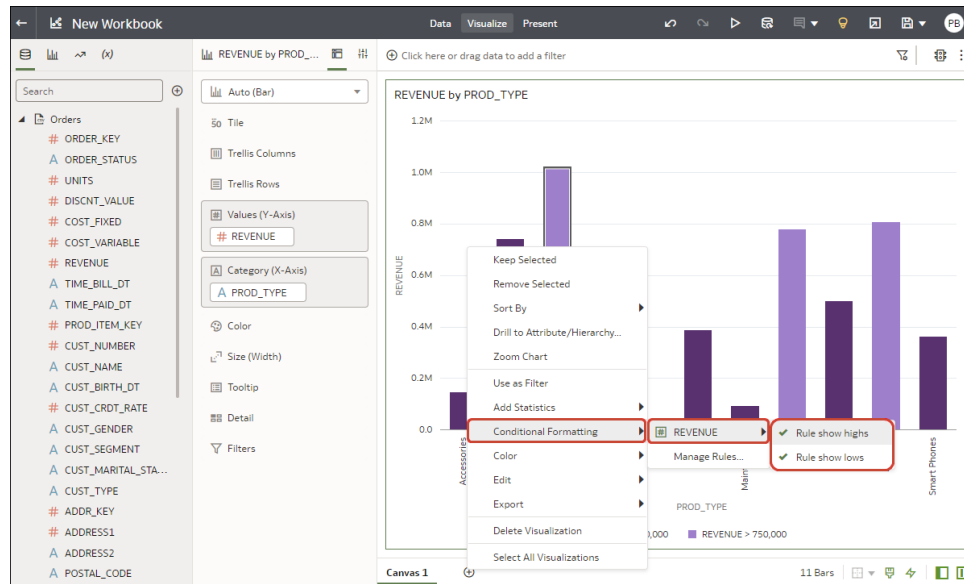 New Workbook
Data Visualize Present
PB
(x)
REVENUE by PROD_...
Click here or drag data to add a filter
Search
Orders
ORDER_KEY
ORDER_STATUS
UNITS
DISCNT_VALUE
COST_FIXED
COST_VARIABLE
REVENUE
TIME_BILL_DT
TIME_PAID_DT
PROD_ITEM_KEY
CUST_NUMBER
CUST_NAME
CUST_BIRTH_DT
CUST_CRDT_RATE
CUST_GENDER
CUST_SEGMENT
CUST_MARITAL_STA...
CUST_TYPE
ADDR_KEY
ADDRESS1
ADDRESS2
POSTAL_CODE
Auto (Bar)
50 Tile
Trellis Columns
Trellis Rows
Values (Y-Axis)
# REVENUE
Category (X-Axis)
A PROD_TYPE
Color
Size (Width)
Tooltip
Detail
Filters
REVENUE by PROD_TYPE
1.2M
1.0M
0.8M
0.6M
0.4M
0.2M
0.0
REVENUE
Keep Selected
Remove Selected
Sort By
Drill to Attribute/Hierarchy...
Zoom Chart
Use as Filter
Add Statistics
Conditional Formatting
Color
Edit
Export
Delete Visualization
Select All Visualizations
# REVENUE
Manage Rules...
Rule show highs
Rule show lows
Accessories
Smart Phones
PROD_TYPE
REVENUE > 750,000
Canvas 1
11 Bars